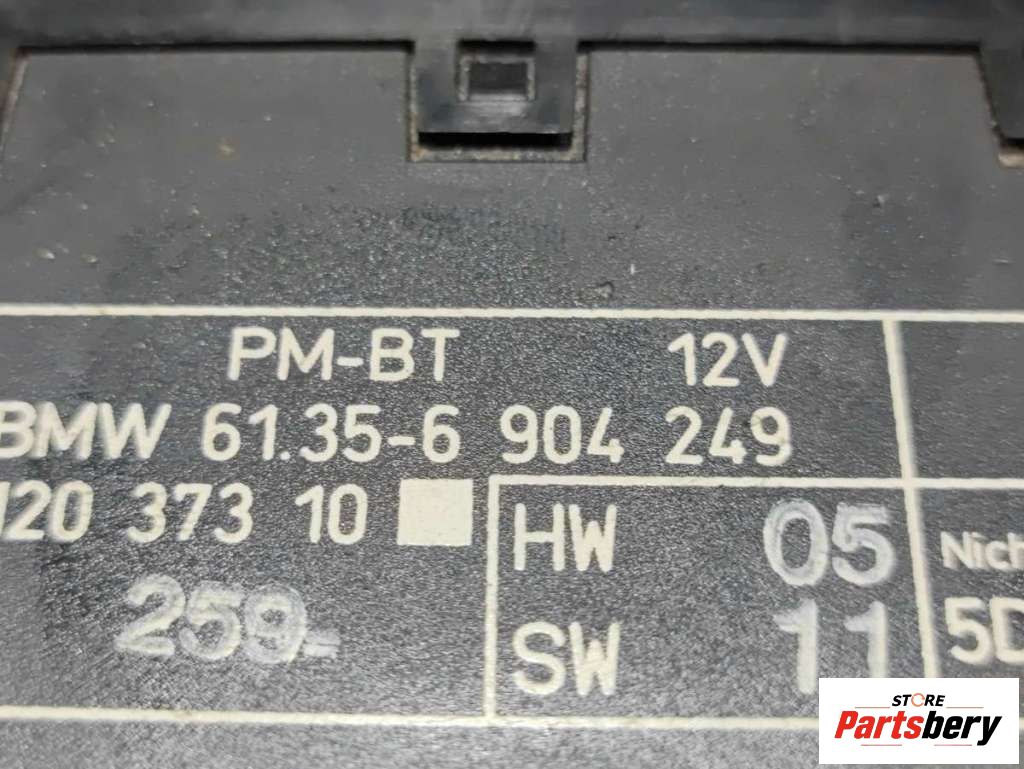 PM-BT 12V
BMW 61.35-6 904 249
120 373 10
HW 05
Nich
259-
SW 11
5D
STORE
Partsbery